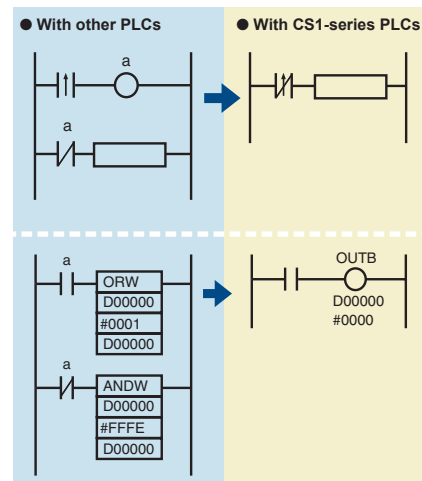 ● With other PLCs
● With CS1-series PLCs
a
a
a
ORW
D00000
#0001
D00000
a
ANDW
D00000
#FFFE
D00000
OUTB
D00000
#0000